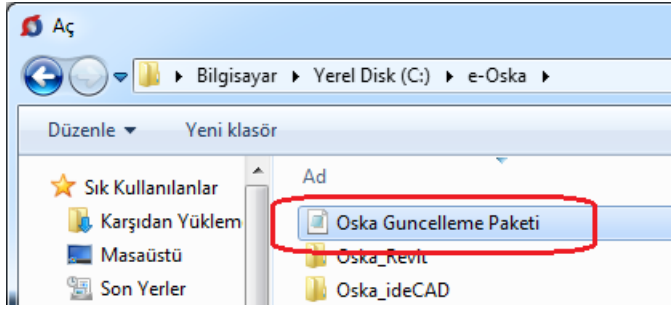 Aç
Bilgisayar Yerel Disk (C:) e-Oska
Düzenle Yeni klasör
Sık Kullanılanlar
Karşıdan Yüklem
Masaüstü
Son Yerler
Ad
Oska Guncelleme Paketi
Oska_Revit
Oska_ideCAD